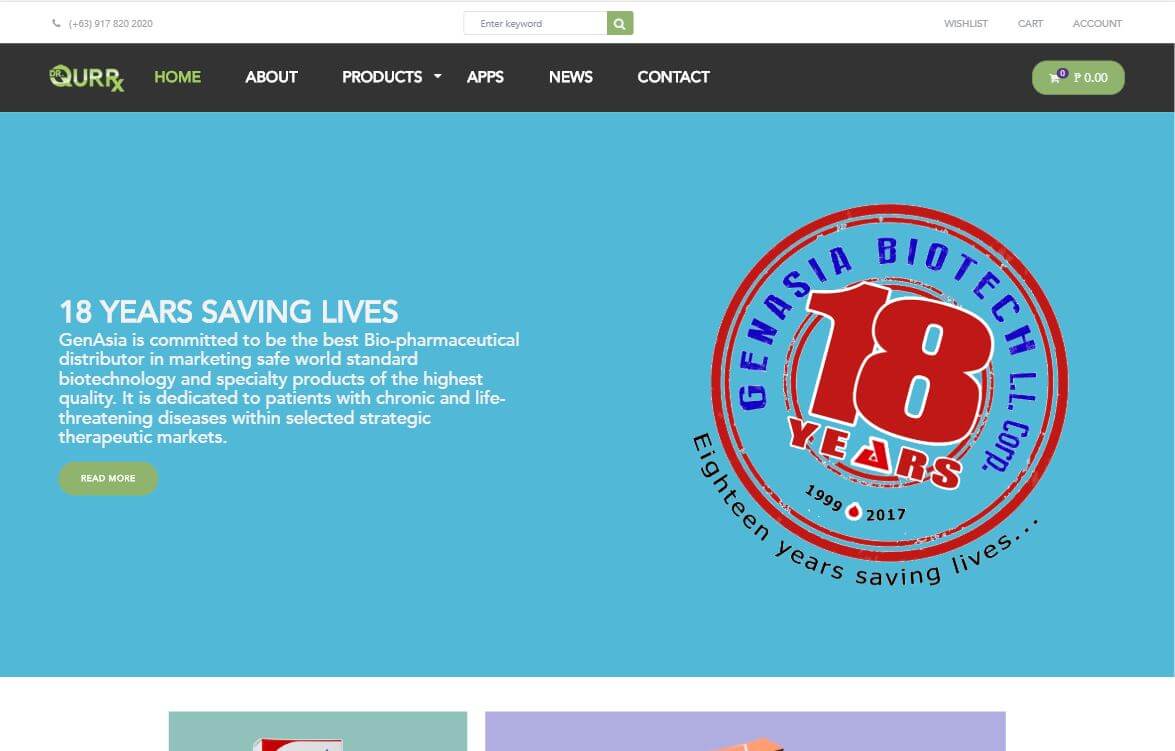 (+63) 917 820 2020
Enter keyword
WISHLIST
CART
ACCOUNT
DR. QURRx
HOME
ABOUT
PRODUCTS
APPS
NEWS
CONTACT
0
₱ 0.00
18 YEARS SAVING LIVES
GenAsia is committed to be the best Bio-pharmaceutical
distributor in marketing safe world standard
biotechnology and specialty products of the highest
quality. It is dedicated to patients with chronic and life-
threatening diseases within selected strategic
therapeutic markets.
READ MORE
GENASIA BIOTECH I.I. Corp.
18
YEARS
1999 2017
Eighteen years saving lives...